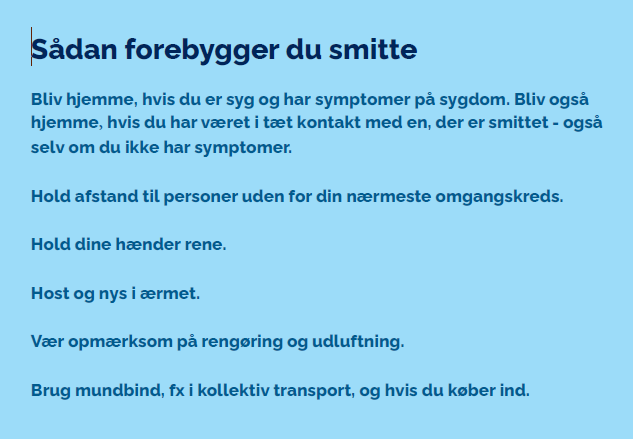 Sådan forebygger du smitte
Bliv hjemme, hvis du er syg og har symptomer på sygdom. Bliv også
hjemme, hvis du har været i tæt kontakt med en, der er smittet - også
selv om du ikke har symptomer.
Hold afstand til personer uden for din nærmeste omgangskreds.
Hold dine hænder rene.
Host og nys i ærmet.
Vær opmærksom på rengøring og udluftning.
Brug mundbind, fx i kollektiv transport, og hvis du køber ind.